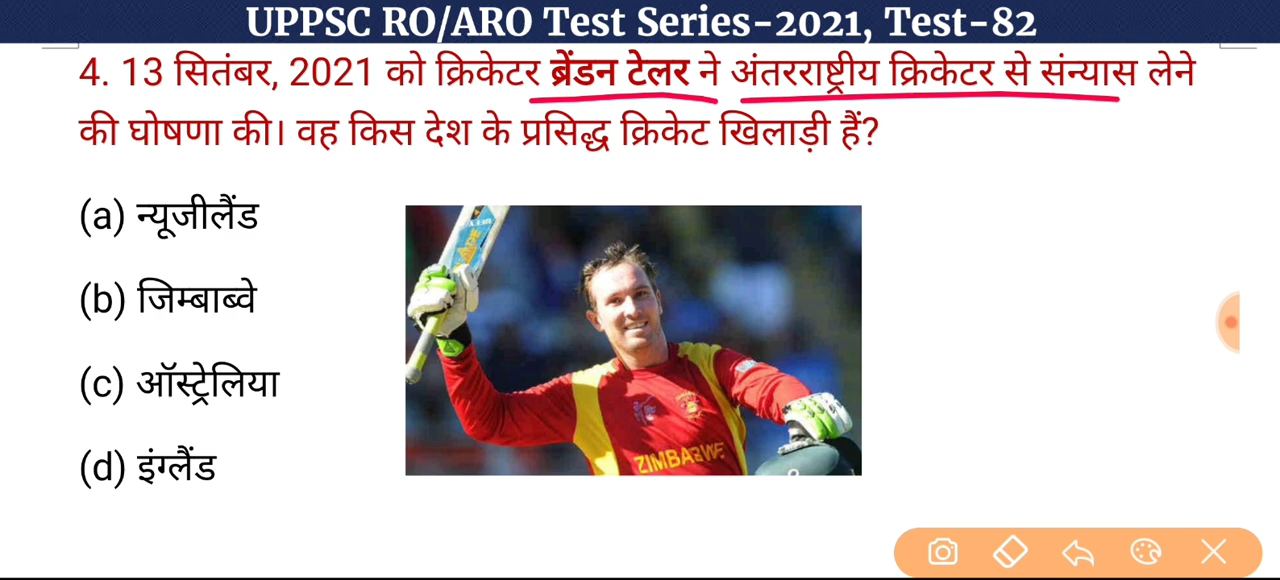 UPPSC RO/ARO Test Series-2021, Test-82
4. 13 सितंबर, 2021 को क्रिकेटर ब्रेंडन टेलर ने अंतरराष्ट्रीय क्रिकेटर से संन्यास लेने
की घोषणा की। वह किस देश के प्रसिद्ध क्रिकेट खिलाड़ी हैं?
(a) न्यूजीलैंड
(b) जिम्बाब्वे
(c) ऑस्ट्रेलिया
(d) इंग्लैंड
ZIMBABWE